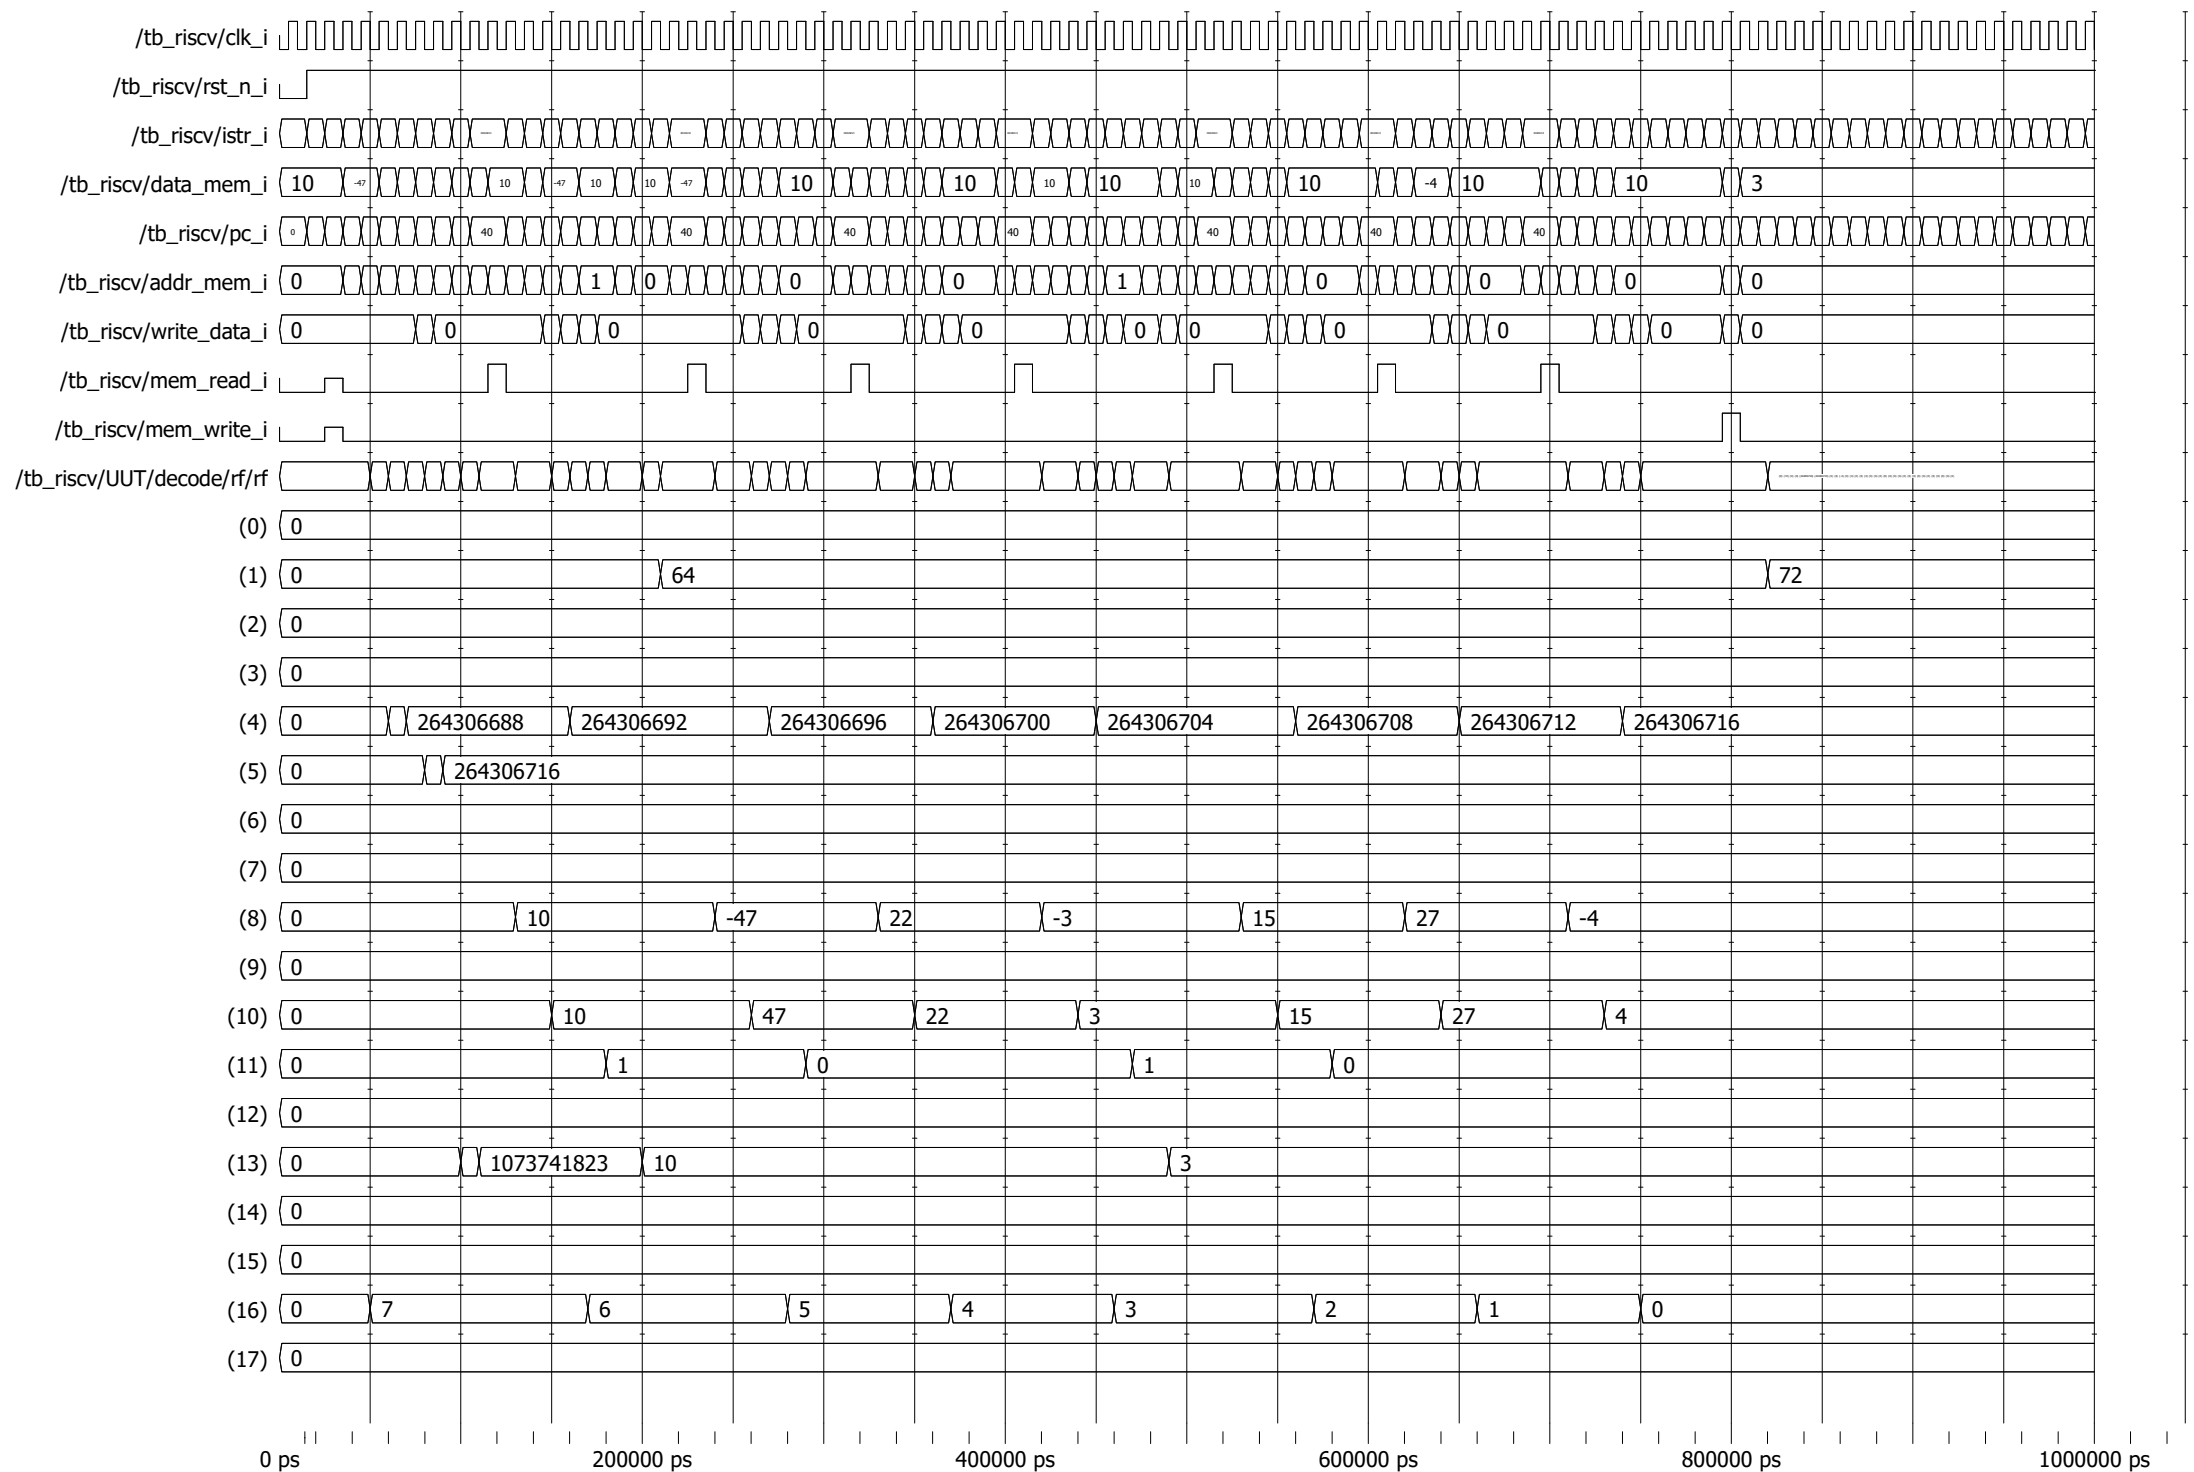 /tb_riscv/clk_i
/tb_riscv/rst_n_i
/tb_riscv/istr_i
/tb_riscv/data_mem_i 10 -47 10 -47 10 10 -47 10 10 10 10 10 10 -4 10 10 3
/tb_riscv/pc_i 0 40 40 40 40 40 40 40
/tb_riscv/addr_mem_i 0 1 0 0 0 1 0 0 0 0
/tb_riscv/write_data_i 0 0 0 0 0 0 0 0 0 0 0
/tb_riscv/mem_read_i
/tb_riscv/mem_write_i
/tb_riscv/UUT/decode/rf/rf
(0) 0
(1) 0 64 72
(2) 0
(3) 0
(4) 0 264306688 264306692 264306696 264306700 264306704 264306708 264306712 264306716
(5) 0 264306716
(6) 0
(7) 0
(8) 0 10 -47 22 -3 15 27 -4
(9) 0
(10) 0 10 47 22 3 15 27 4
(11) 0 1 0 1 0
(12) 0
(13) 0 1073741823 10 3
(14) 0
(15) 0
(16) 0 7 6 5 4 3 2 1 0
(17) 0
0 ps 200000 ps 400000 ps 600000 ps 800000 ps 1000000 ps